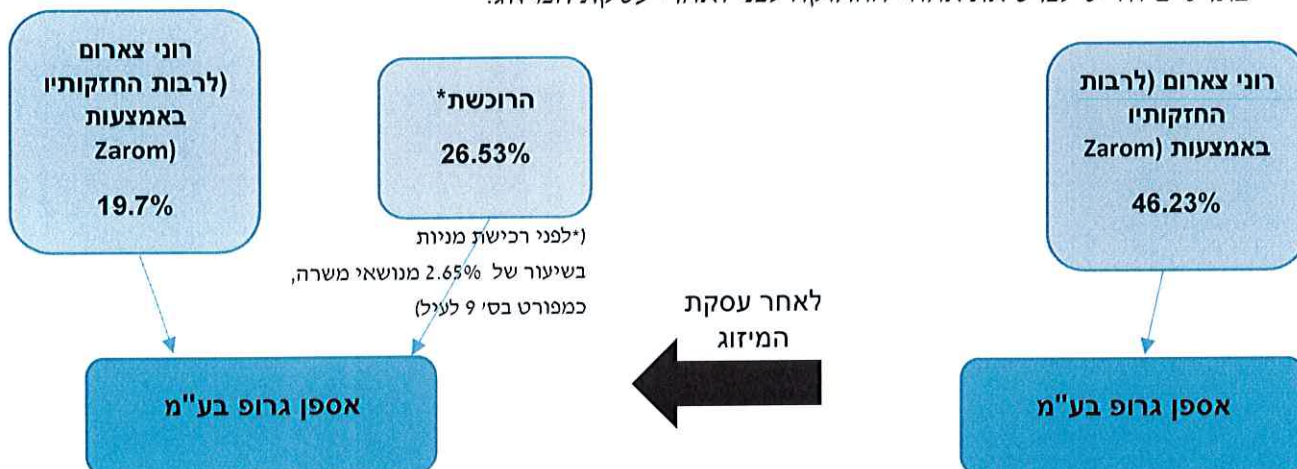 רוני צארום
(לרבות
החזקותיו
באמצעות (Zarom
46.23%
אספן גרופ בע"מ
לאחר עסקת
המיזוג
הרוכשת*
26.53%
(*לפני רכישת מניות
בשיעור של 2.65% מנושאי משרה,
כמפורט בס' 9 לעיל)
רוני צארום
(לרבות החזקותיו
באמצעות
Zarom)
19.7%
אספן גרופ בע"מ